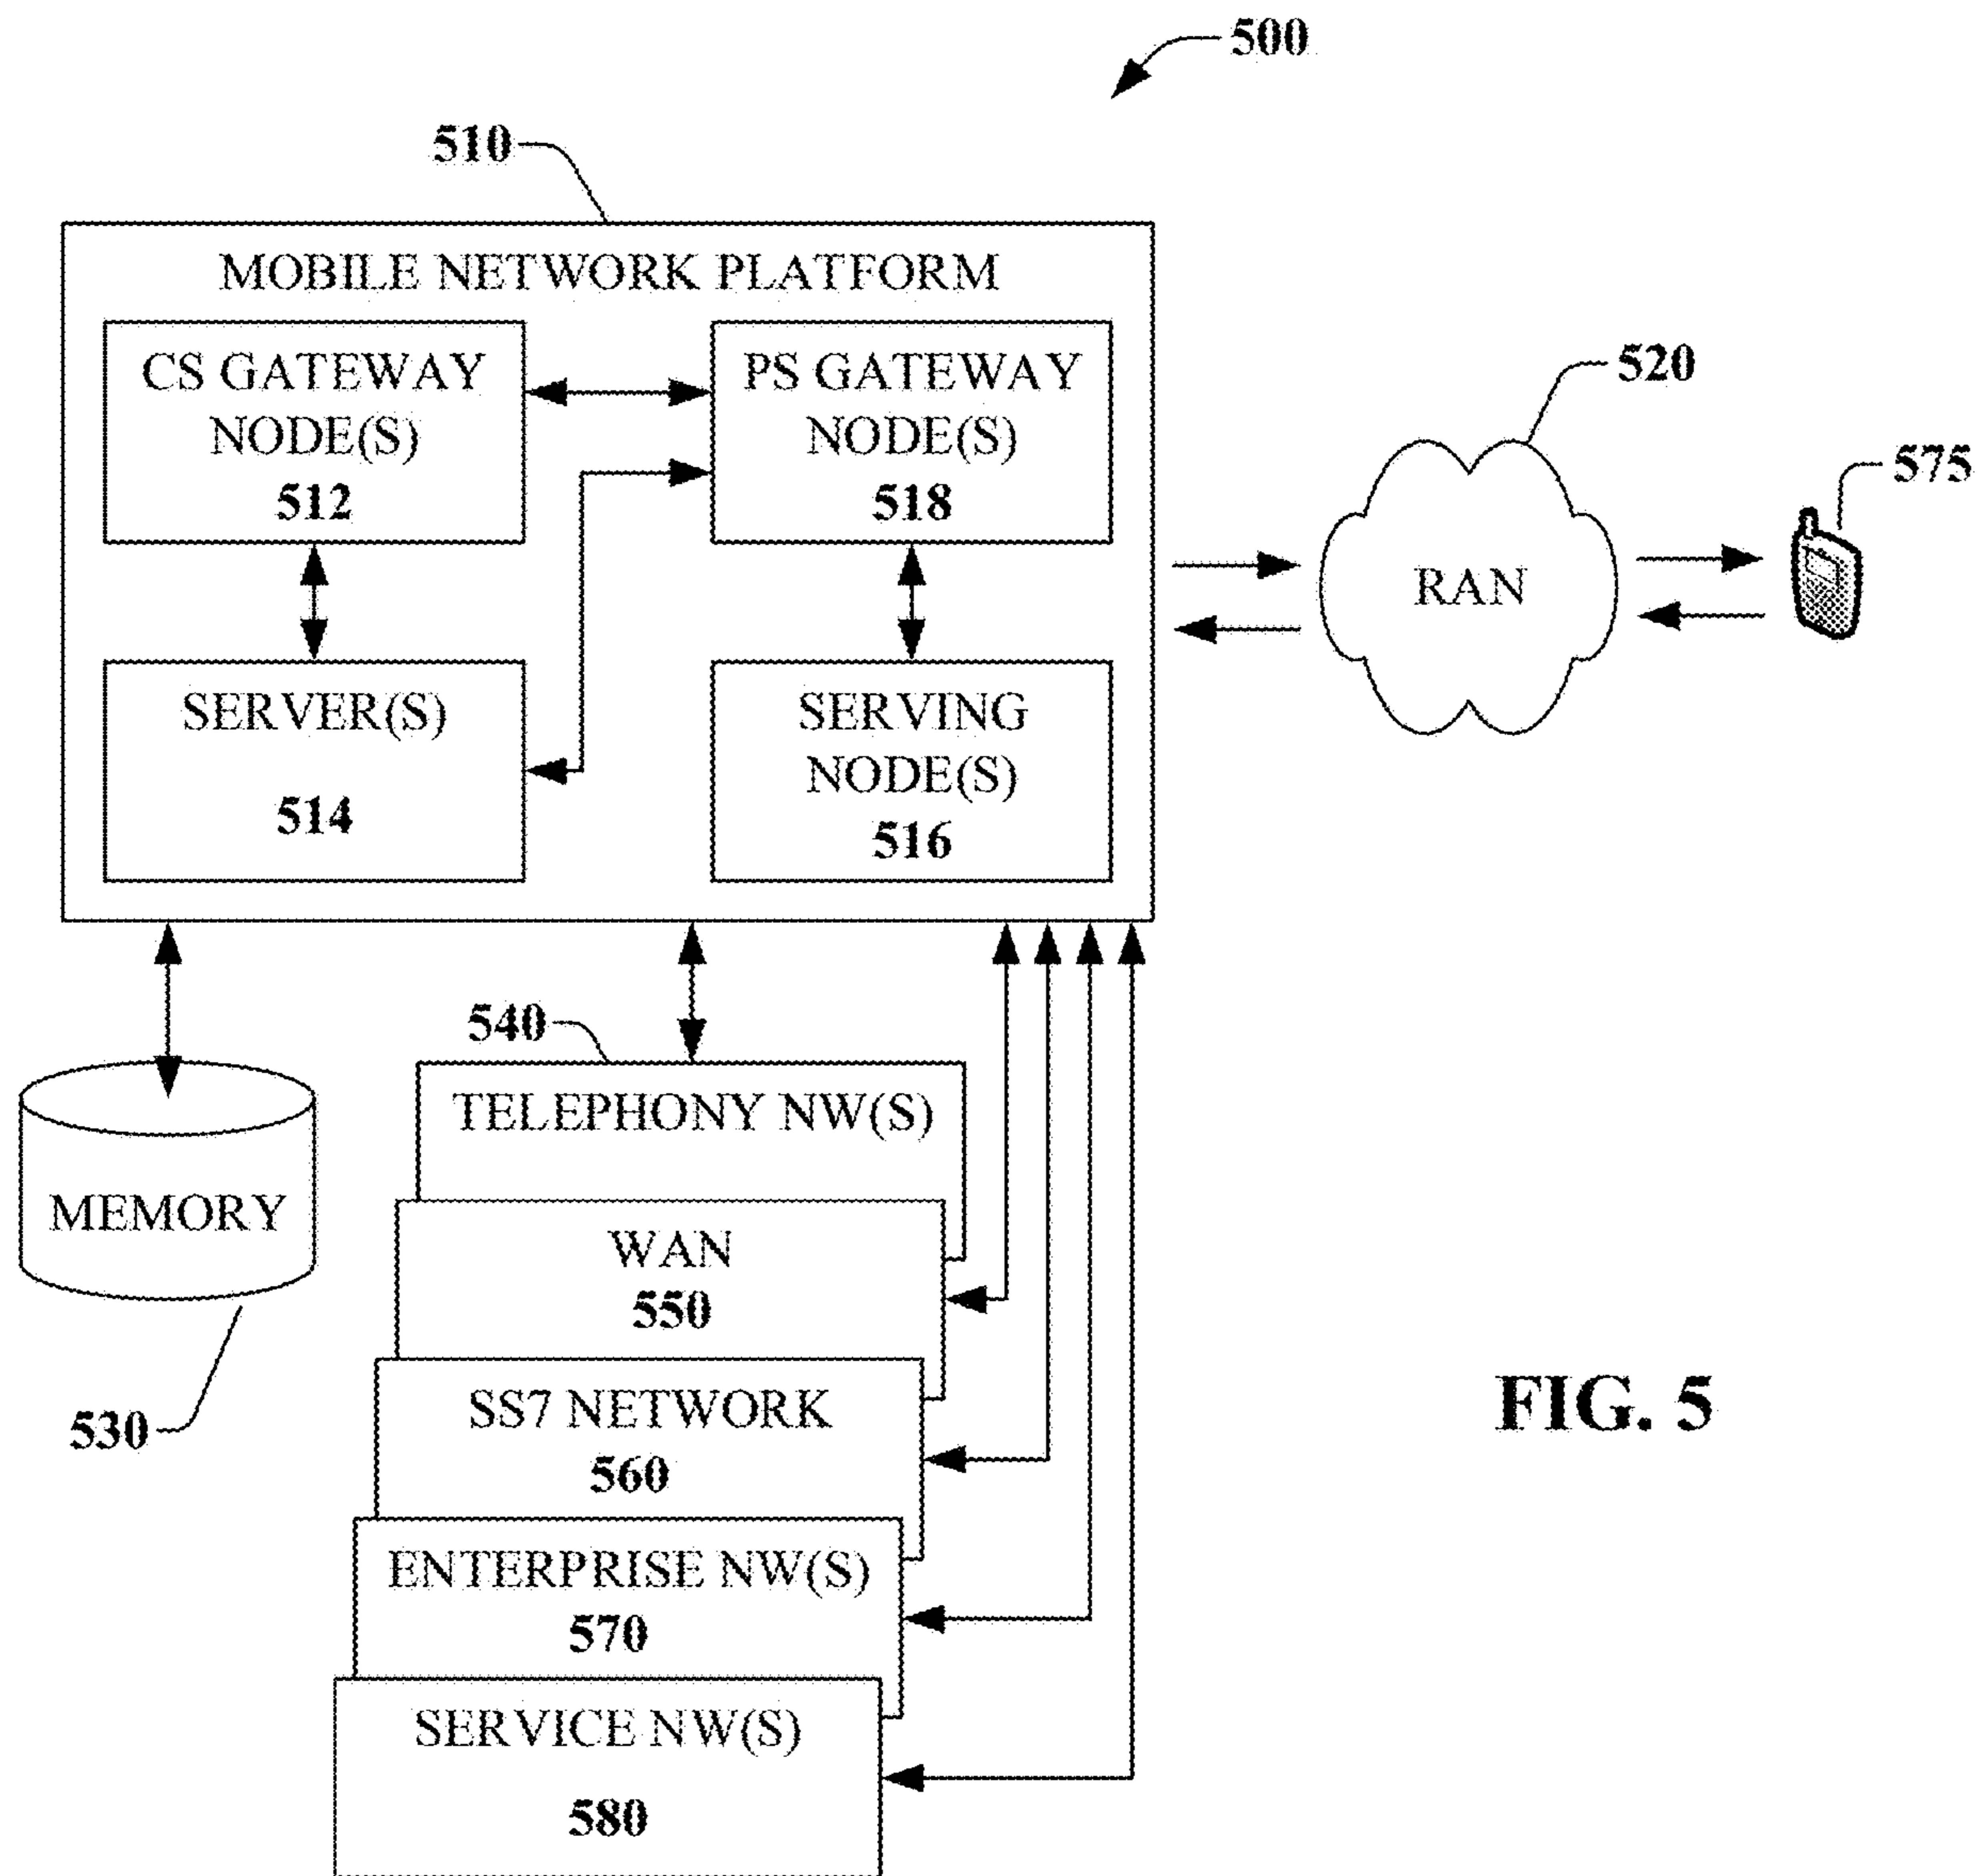 500
510
MOBILE NETWORK PLATFORM
CS GATEWAY
NODE(S)
512
PS GATEWAY
NODE(S)
518
SERVER(S)
514
SERVING
NODE(S)
516
520
RAN
575
540
TELEPHONY NW(S)
MEMORY
530
WAN
550
SS7 NETWORK
560
ENTERPRISE NW(S)
570
SERVICE NW(S)
580
FIG. 5